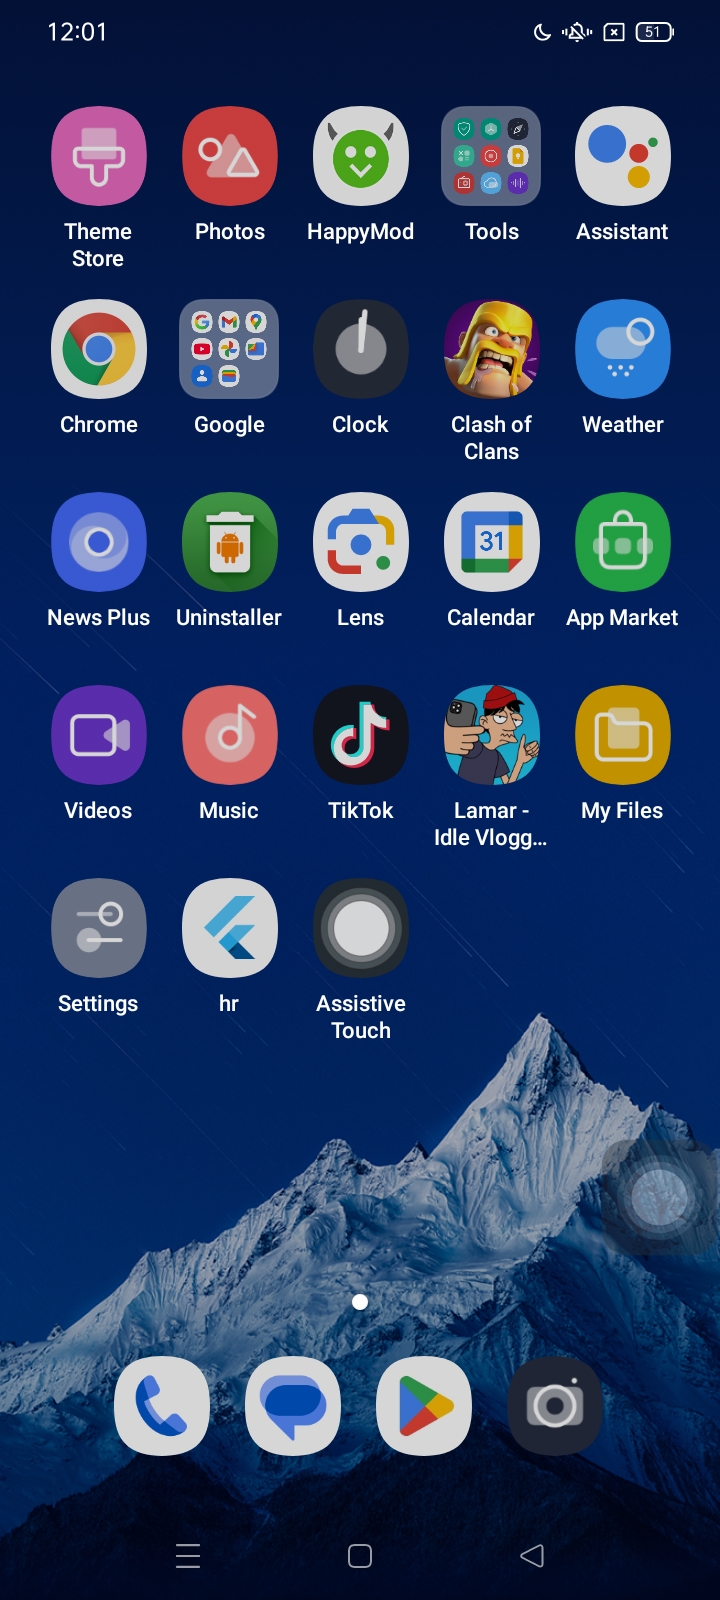 12:01
51
Theme
Store
Photos
HappyMod
Tools
Assistant
Chrome
Google
Clock
Clash of
Clans
Weather
31
News Plus
Uninstaller
Lens
Calendar
App Market
Videos
Music
TikTok
Lamar -
Idle Vlogg...
My Files
Settings
hr
Assistive
Touch